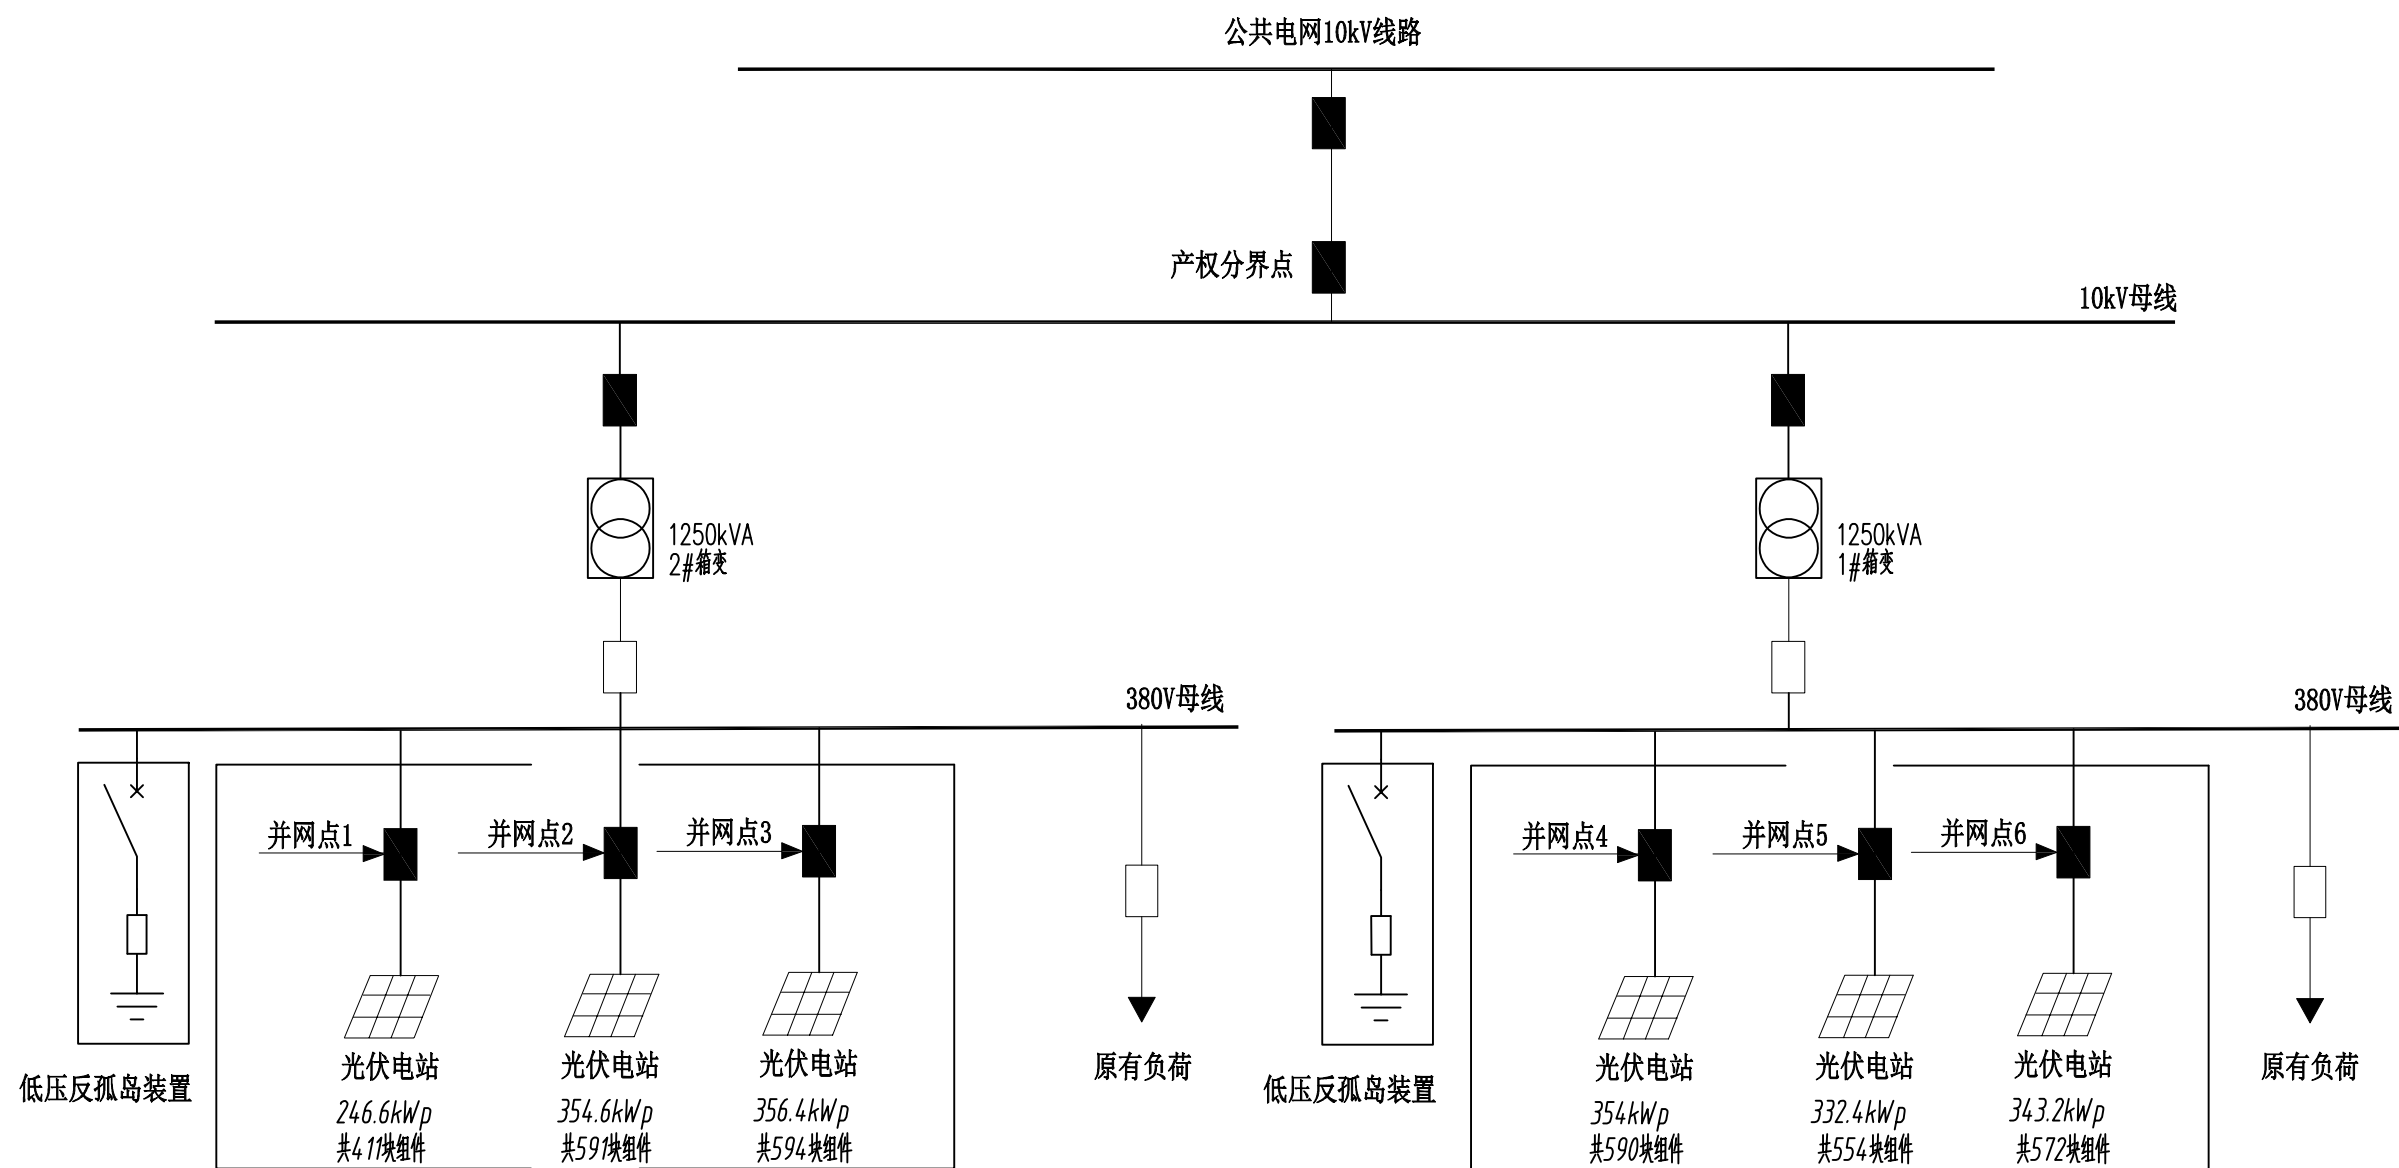 公共电网10kV线路
产权分界点
10kV母线
1250kVA
2#箱变
1250kVA
1#箱变
380V母线
380V母线
并网点1
并网点2
并网点3
并网点4
并网点5
并网点6
光伏电站
光伏电站
光伏电站
原有负荷
光伏电站
光伏电站
光伏电站
原有负荷
低压反孤岛装置
低压反孤岛装置
246.6kWp
共411块组件
354.6kWp
共591块组件
356.4kWp
共594块组件
354kWp
共590块组件
332.4kWp
共554块组件
343.2kWp
共572块组件